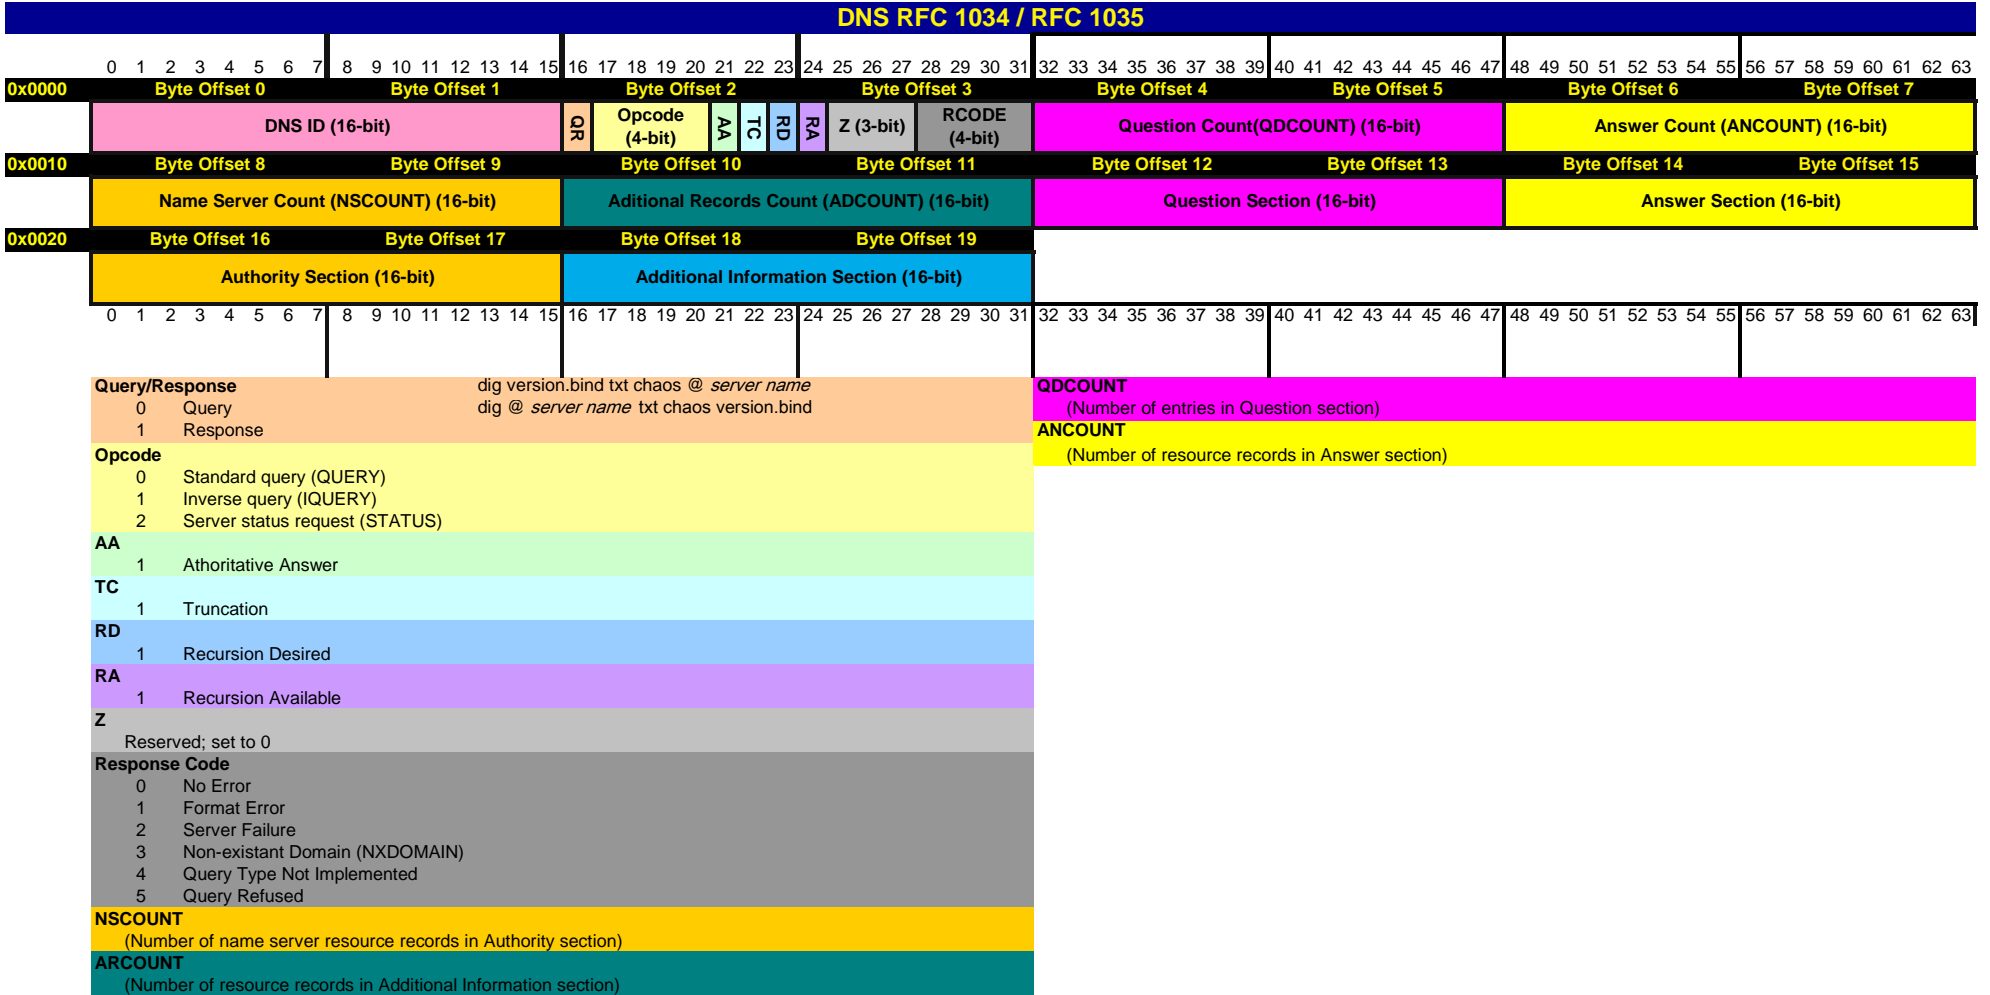 DNS RFC 1034 / RFC 1035
0 1 2 3 4 5 6 7 8 9 10 11 12 13 14 15 16 17 18 19 20 21 22 23 24 25 26 27 28 29 30 31 32 33 34 35 36 37 38 39 40 41 42 43 44 45 46 47 48 49 50 51 52 53 54 55 56 57 58 59 60 61 62 63
0x0000 Byte Offset 0 Byte Offset 1 Byte Offset 2 Byte Offset 3 Byte Offset 4 Byte Offset 5 Byte Offset 6 Byte Offset 7
DNS ID (16-bit) QR Opcode (4-bit) AA TC RD RA Z (3-bit) RCODE (4-bit) Question Count(QDCOUNT) (16-bit) Answer Count (ANCOUNT) (16-bit)
0x0010 Byte Offset 8 Byte Offset 9 Byte Offset 10 Byte Offset 11 Byte Offset 12 Byte Offset 13 Byte Offset 14 Byte Offset 15
Name Server Count (NSCOUNT) (16-bit) Aditional Records Count (ADCOUNT) (16-bit) Question Section (16-bit) Answer Section (16-bit)
0x0020 Byte Offset 16 Byte Offset 17 Byte Offset 18 Byte Offset 19
Authority Section (16-bit) Additional Information Section (16-bit)
0 1 2 3 4 5 6 7 8 9 10 11 12 13 14 15 16 17 18 19 20 21 22 23 24 25 26 27 28 29 30 31 32 33 34 35 36 37 38 39 40 41 42 43 44 45 46 47 48 49 50 51 52 53 54 55 56 57 58 59 60 61 62 63
Query/Response dig version.bind txt chaos @ server name
0 Query dig @ server name txt chaos version.bind
1 Response
Opcode
0 Standard query (QUERY)
1 Inverse query (IQUERY)
2 Server status request (STATUS)
AA
1 Athoritative Answer
TC
1 Truncation
RD
1 Recursion Desired
RA
1 Recursion Available
Z
Reserved; set to 0
Response Code
0 No Error
1 Format Error
2 Server Failure
3 Non-existant Domain (NXDOMAIN)
4 Query Type Not Implemented
5 Query Refused
NSCOUNT
(Number of name server resource records in Authority section)
ARCOUNT
(Number of resource records in Additional Information section)
QDCOUNT
(Number of entries in Question section)
ANCOUNT
(Number of resource records in Answer section)